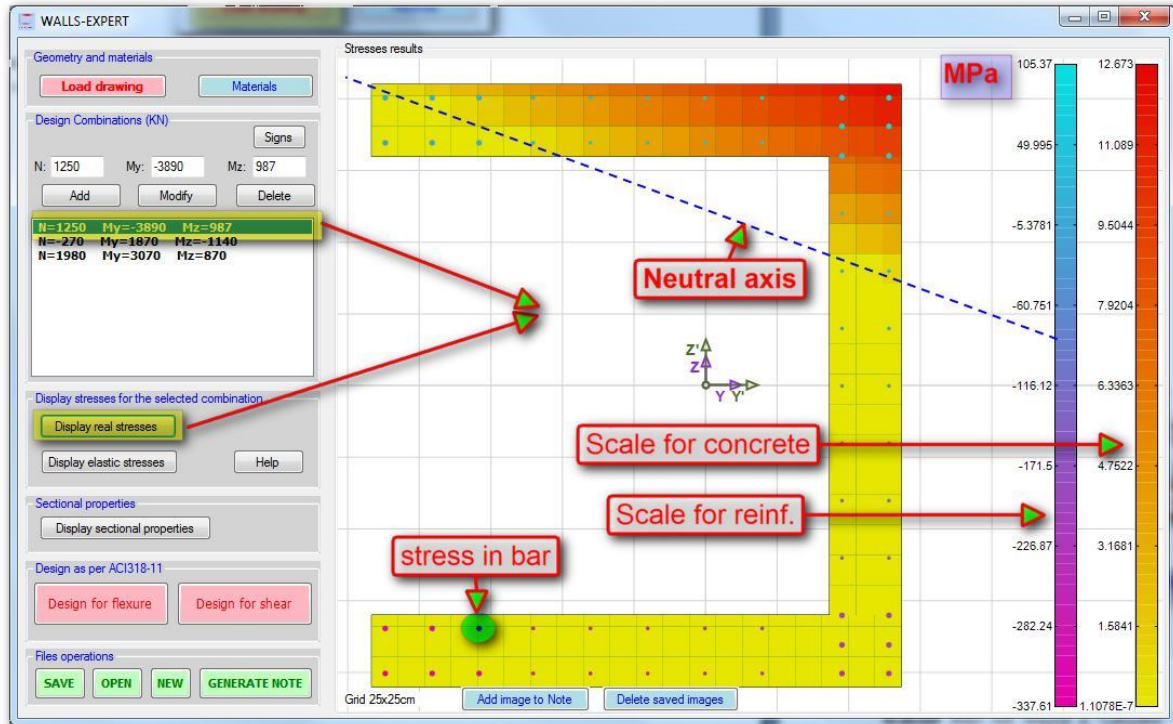 WALLS-EXPERT
Geometry and materials
Load drawing
Materials
Design Combinations (KN)
Signs
N: 1250 My: -3890 Mz: 987
Add
Modify
Delete
N=1250 My=-3890 Mz=987
N=-270 My=1870 Mz=-1140
N=1980 My=3070 Mz=870
Display stresses for the selected combination
Display real stresses
Display elastic stresses
Help
Sectional properties
Display sectional properties
Design as per ACI318-11
Design for flexure
Design for shear
Files operations
SAVE
OPEN
NEW
GENERATE NOTE
Stresses results
MPa
Neutral axis
Z'
Z
Y Y'
Scale for concrete
Scale for reinf.
stress in bar
Grid 25x25cm
Add image to Note
Delete saved images
105.37
49.995
-5.3781
-60.751
-116.12
-171.5
-226.87
-282.24
-337.61
12.673
11.089
9.5044
7.9204
6.3363
4.7522
3.1681
1.5841
1.1078E-7